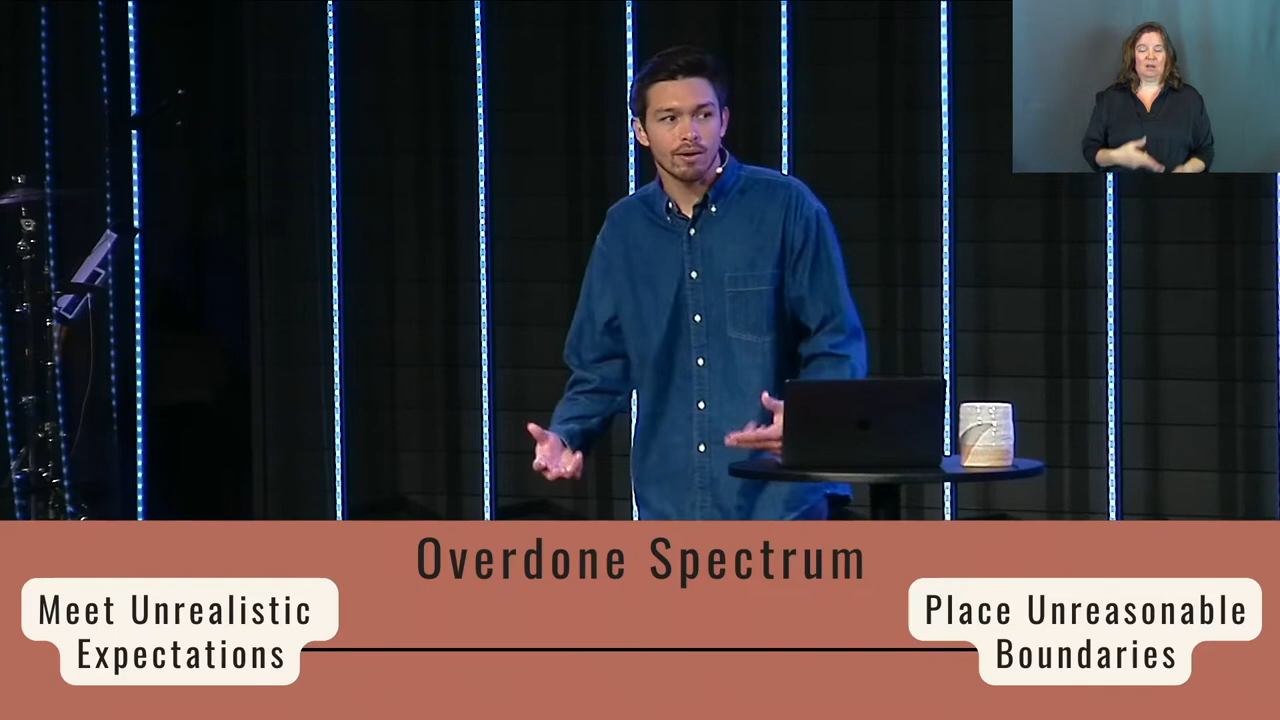 Overdone Spectrum
Meet Unrealistic
Expectations
Place Unreasonable
Boundaries